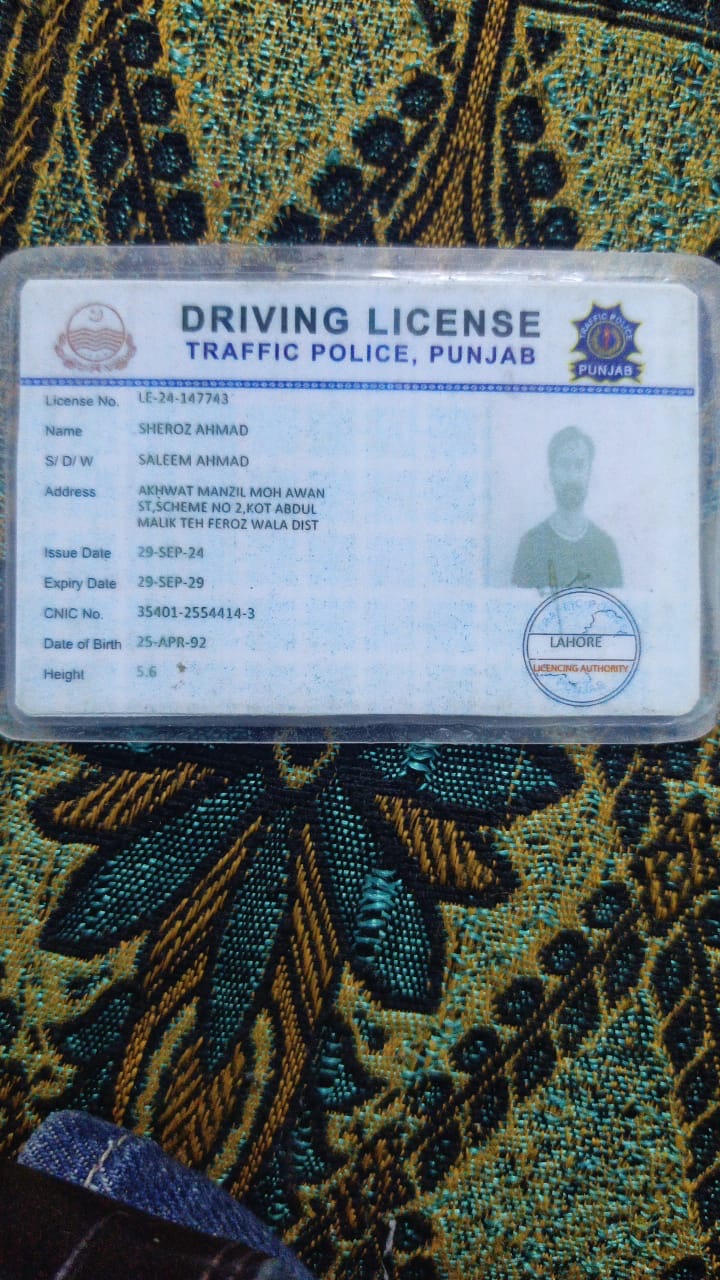 DRIVING LICENSE
TRAFFIC POLICE, PUNJAB
TRAFFIC POLICE
PUNJAB
License No. LE-24-147743
Name SHEROZ AHMAD
S/ D/ W SALEEM AHMAD
Address AKHWAT MANZIL MOH AWAN
ST,SCHEME NO 2,KOT ABDUL
MALIK TEH FEROZ WALA DIST
Issue Date 29-SEP-24
Expiry Date 29-SEP-29
CNIC No. 35401-2554414-3
Date of Birth 25-APR-92
Height 5.6
TRAFFIC POLICE
LAHORE
LICENCING AUTHORITY
PUNJAB